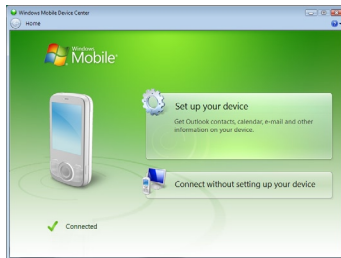 Windows Mobile Device Center
Home
Windows
Mobile®
Set up your device
Get Outlook contacts, calendar, e-mail and other
information on your device.
Connect without setting up your device
Connected